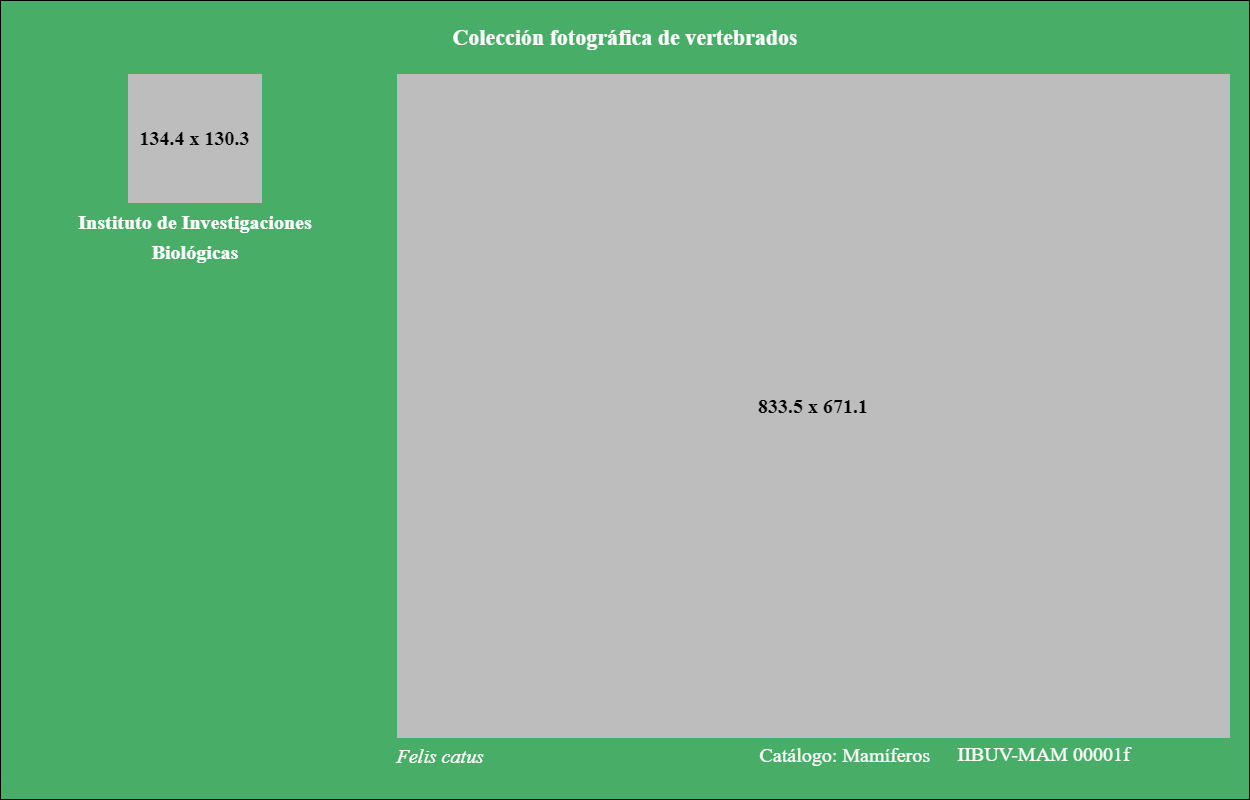 Colección fotográfica de vertebrados
134.4 x 130.3
Instituto de Investigaciones
Biológicas
833.5 x 671.1
Felis catus
Catálogo: Mamíferos
IIBUV-MAM 00001f